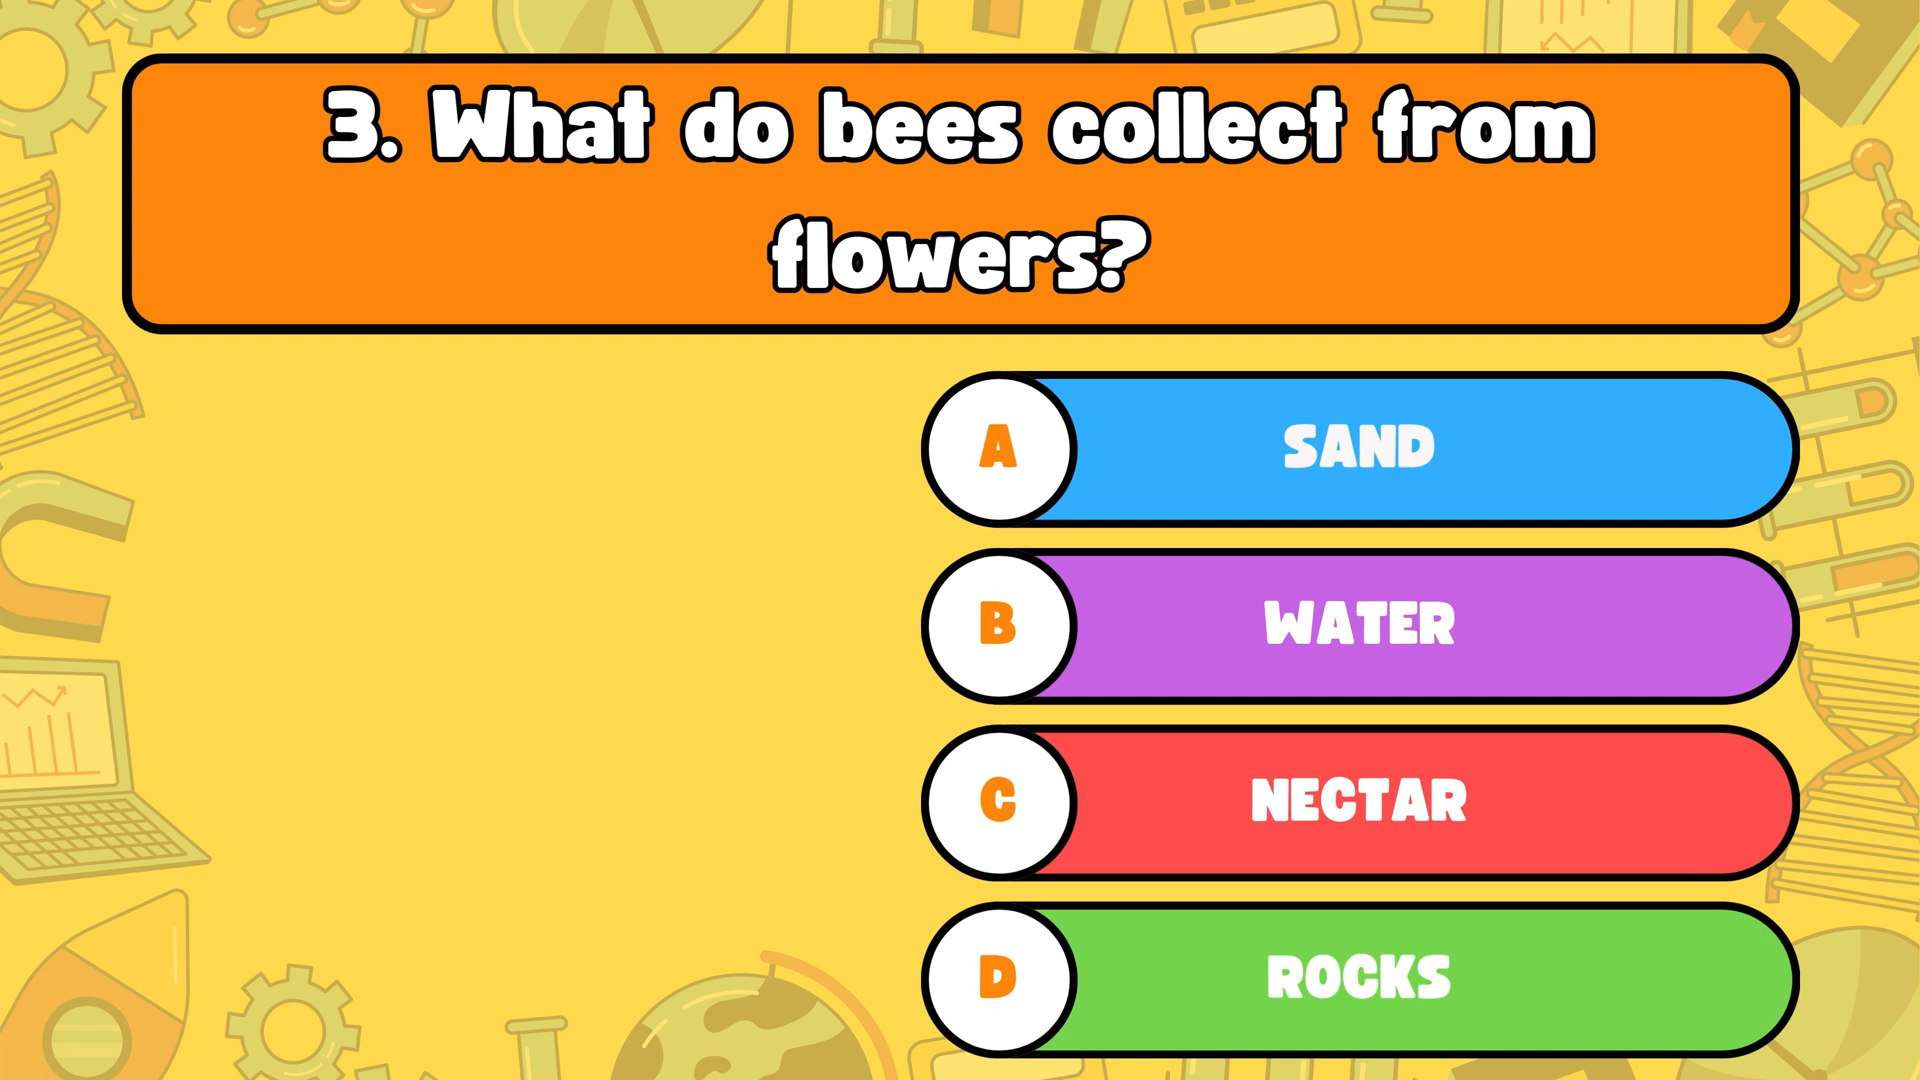 3. What do bees collect from
flowers?
A SAND
B WATER
C NECTAR
D ROCKS